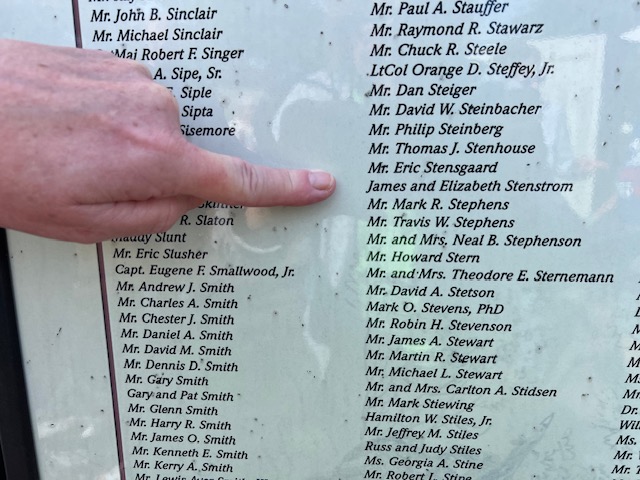 Mr. John B. Sinclair
Mr. Michael Sinclair
Maj Robert F. Singer
A. Sipe, Sr.
Siple
Sipta
Sisemore
Skinner
R. Slaton
Maddy Slunt
Mr. Eric Slusher
Capt. Eugene F. Smallwood, Jr.
Mr. Andrew J. Smith
Mr. Charles A. Smith
Mr. Chester J. Smith
Mr. Daniel A. Smith
Mr. David M. Smith
Mr. Dennis D. Smith
Mr. Gary Smith
Gary and Pat Smith
Mr. Glenn Smith
Mr. Harry R. Smith
Mr. James O. Smith
Mr. Kenneth E. Smith
Mr. Kerry A. Smith
Mr. Paul A. Stauffer
Mr. Raymond R. Stawarz
Mr. Chuck R. Steele
LtCol Orange D. Steffey, Jr.
Mr. Dan Steiger
Mr. David W. Steinbacher
Mr. Philip Steinberg
Mr. Thomas J. Stenhouse
Mr. Eric Stensgaard
James and Elizabeth Stenstrom
Mr. Mark R. Stephens
Mr. Travis W. Stephens
Mr. and Mrs. Neal B. Stephenson
Mr. Howard Stern
Mr. and Mrs. Theodore E. Sternemann
Mr. David A. Stetson
Mark O. Stevens, PhD
Mr. Robin H. Stevenson
Mr. James A. Stewart
Mr. Martin R. Stewart
Mr. Michael L. Stewart
Mr. and Mrs. Carlton A. Stidsen
Mr. Mark Stiewing
Hamilton W. Stiles, Jr.
Mr. Jeffrey M. Stiles
Russ and Judy Stiles
Ms. Georgia A. Stine
Mr. Robert L. Stine